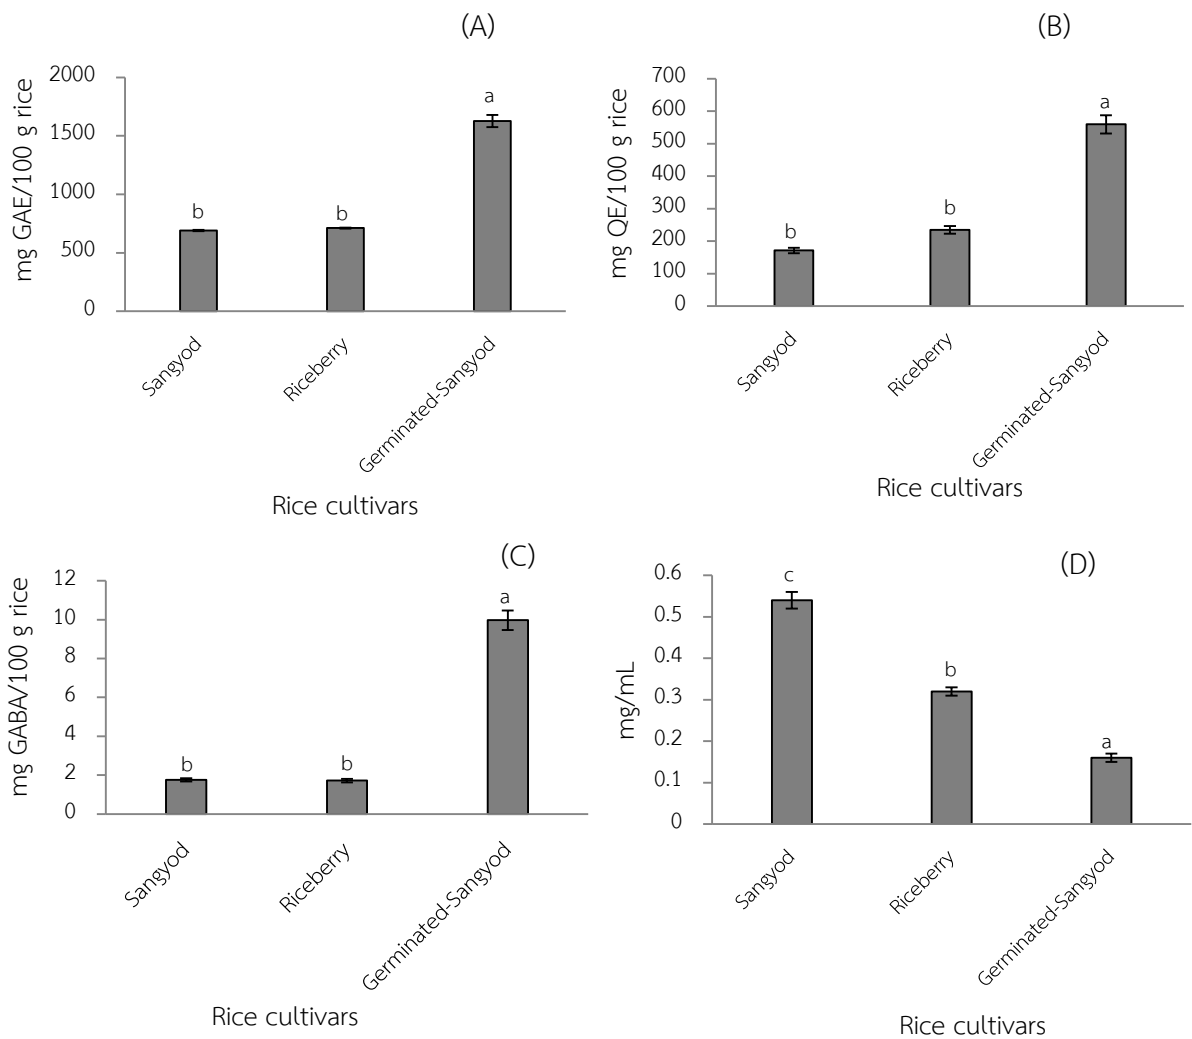 (A)
mg GAE/100 g rice
2000
1500
1000
500
0
b
b
a
Sangyod
Riceberry
Germinated-Sangyod
Rice cultivars
(B)
mg QE/100 g rice
700
600
500
400
300
200
100
0
b
b
a
Sangyod
Riceberry
Germinated-Sangyod
Rice cultivars
(C)
mg GABA/100 g rice
12
10
8
6
4
2
0
b
b
a
Sangyod
Riceberry
Germinated-Sangyod
Rice cultivars
(D)
mg/mL
0.6
0.5
0.4
0.3
0.2
0.1
0
c
b
a
Sangyod
Riceberry
Germinated-Sangyod
Rice cultivars